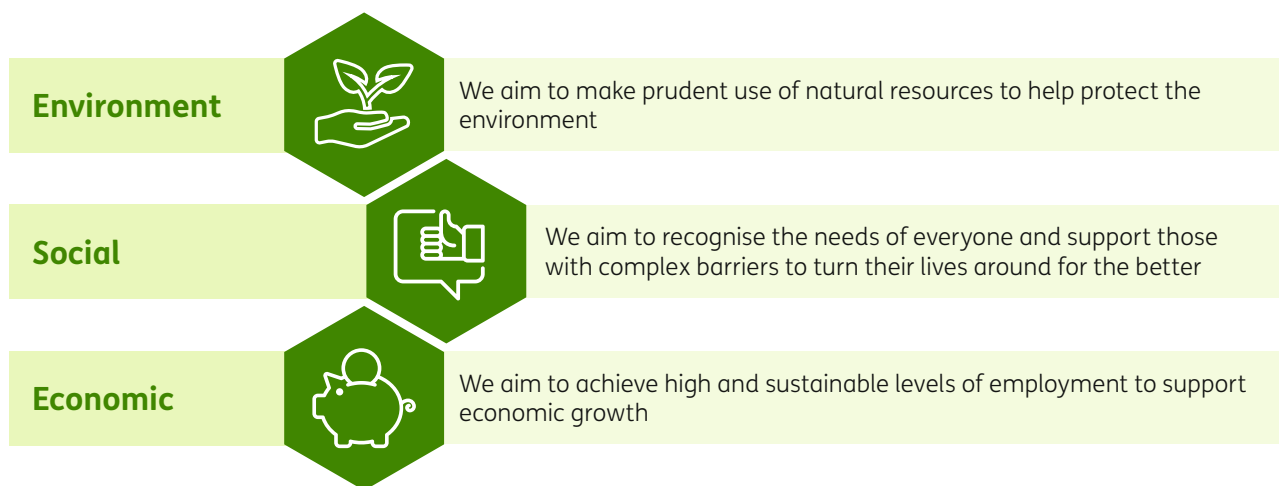 Environment
We aim to make prudent use of natural resources to help protect the
environment
Social
We aim to recognise the needs of everyone and support those
with complex barriers to turn their lives around for the better
Economic
We aim to achieve high and sustainable levels of employment to support
economic growth